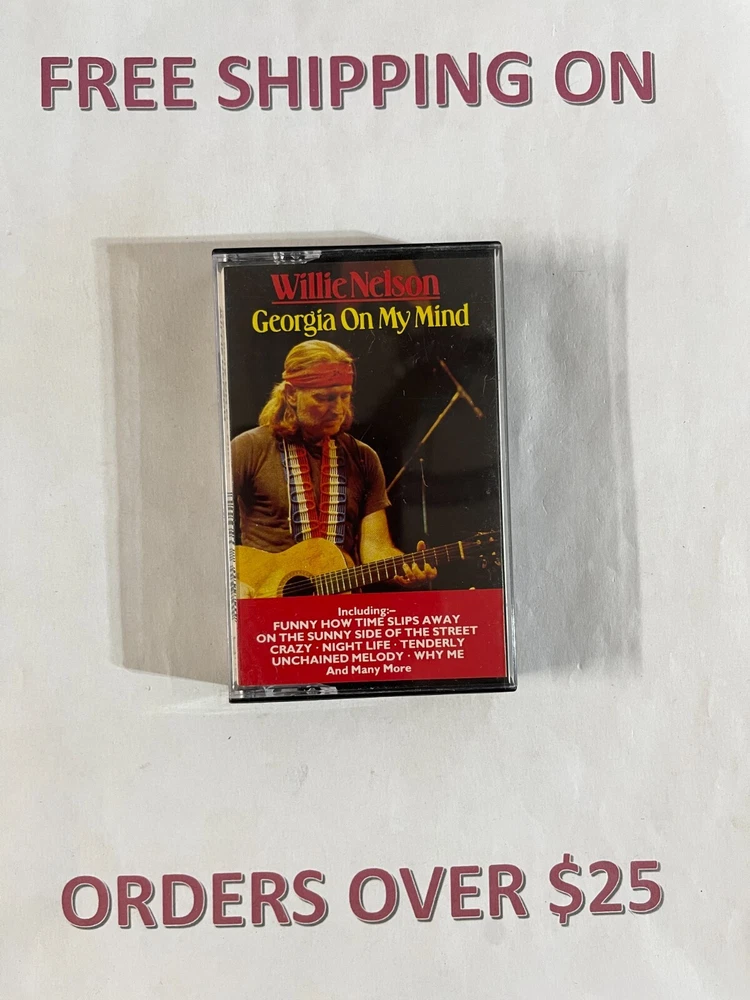 FREE SHIPPING ON
Willie Nelson
Georgia On My Mind
Including:–
FUNNY HOW TIME SLIPS AWAY
ON THE SUNNY SIDE OF THE STREET
CRAZY · NIGHT LIFE · TENDERLY
UNCHAINED MELODY · WHY ME
And Many More
ORDERS OVER $25